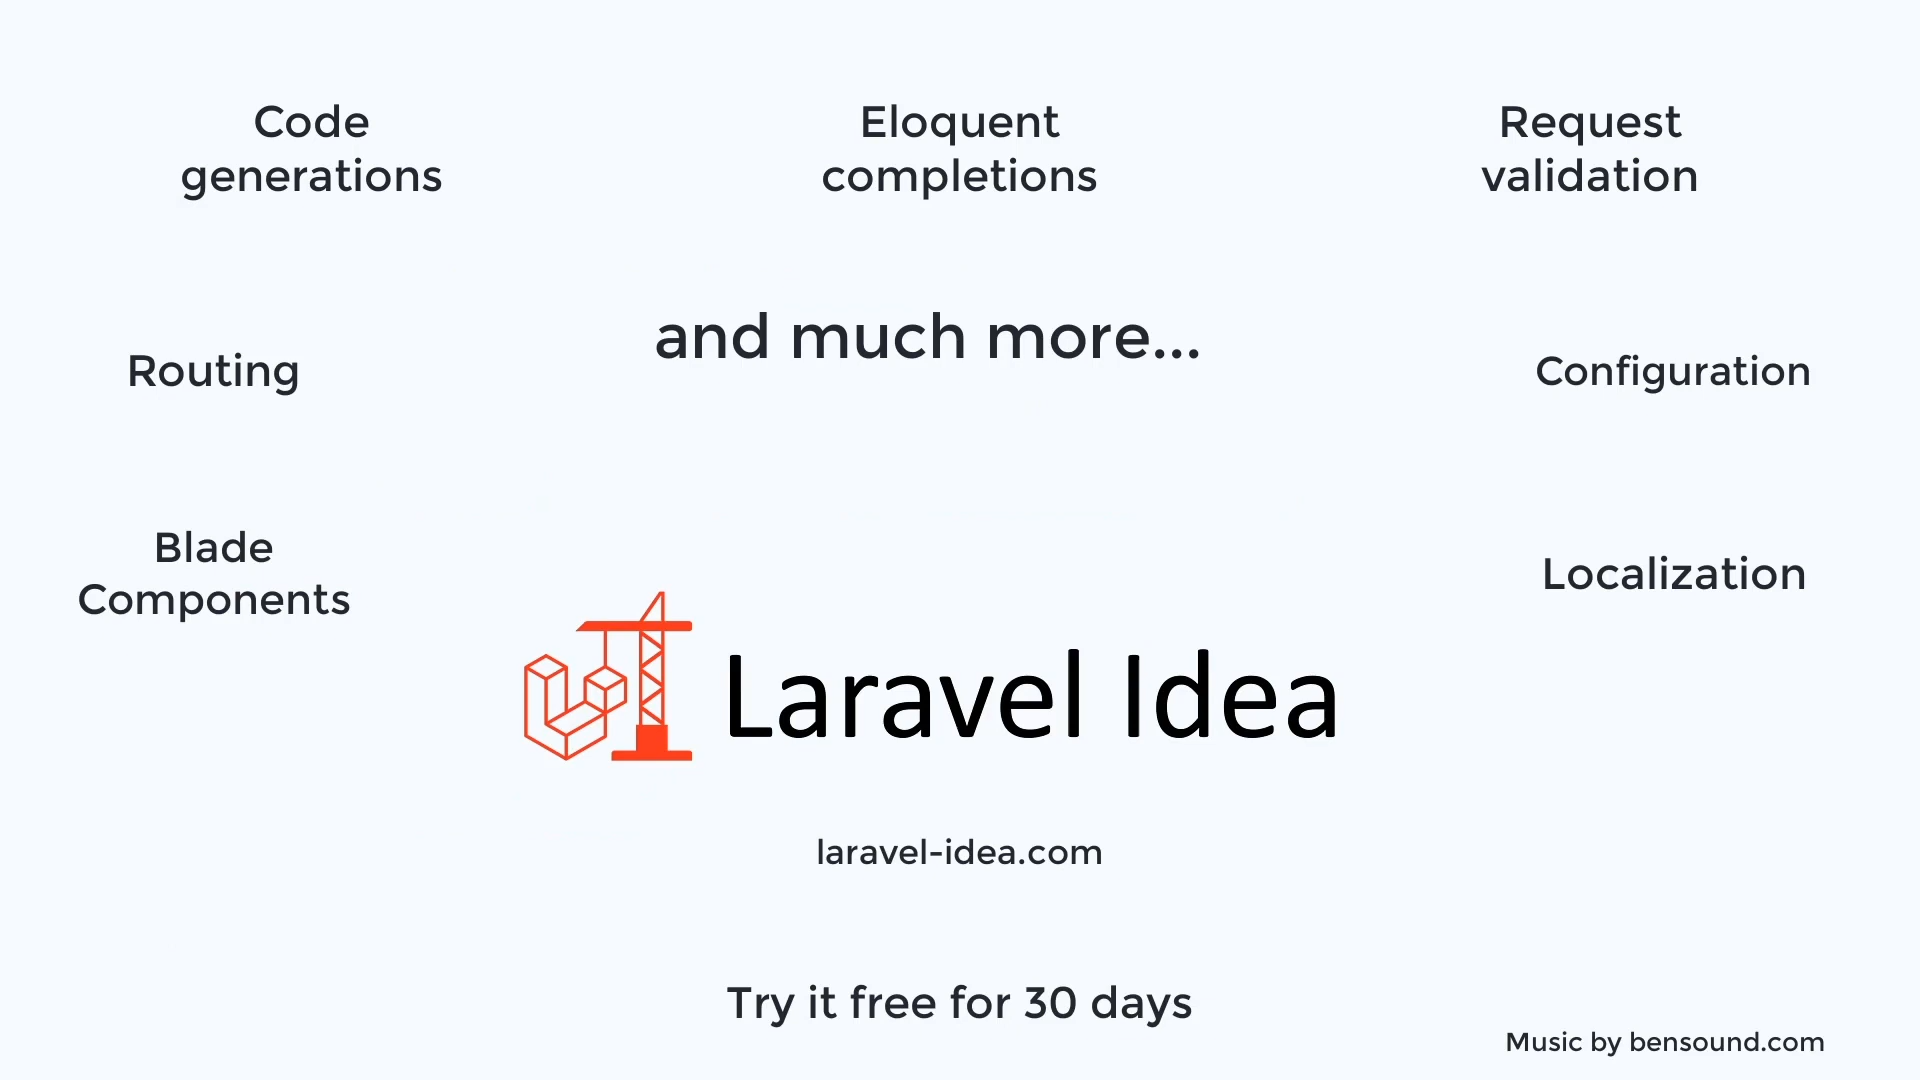 Code
generations
Eloquent
completions
Request
validation
and much more...
Routing
Configuration
Blade
Components
Localization
Laravel Idea
laravel-idea.com
Try it free for 30 days
Music by bensound.com